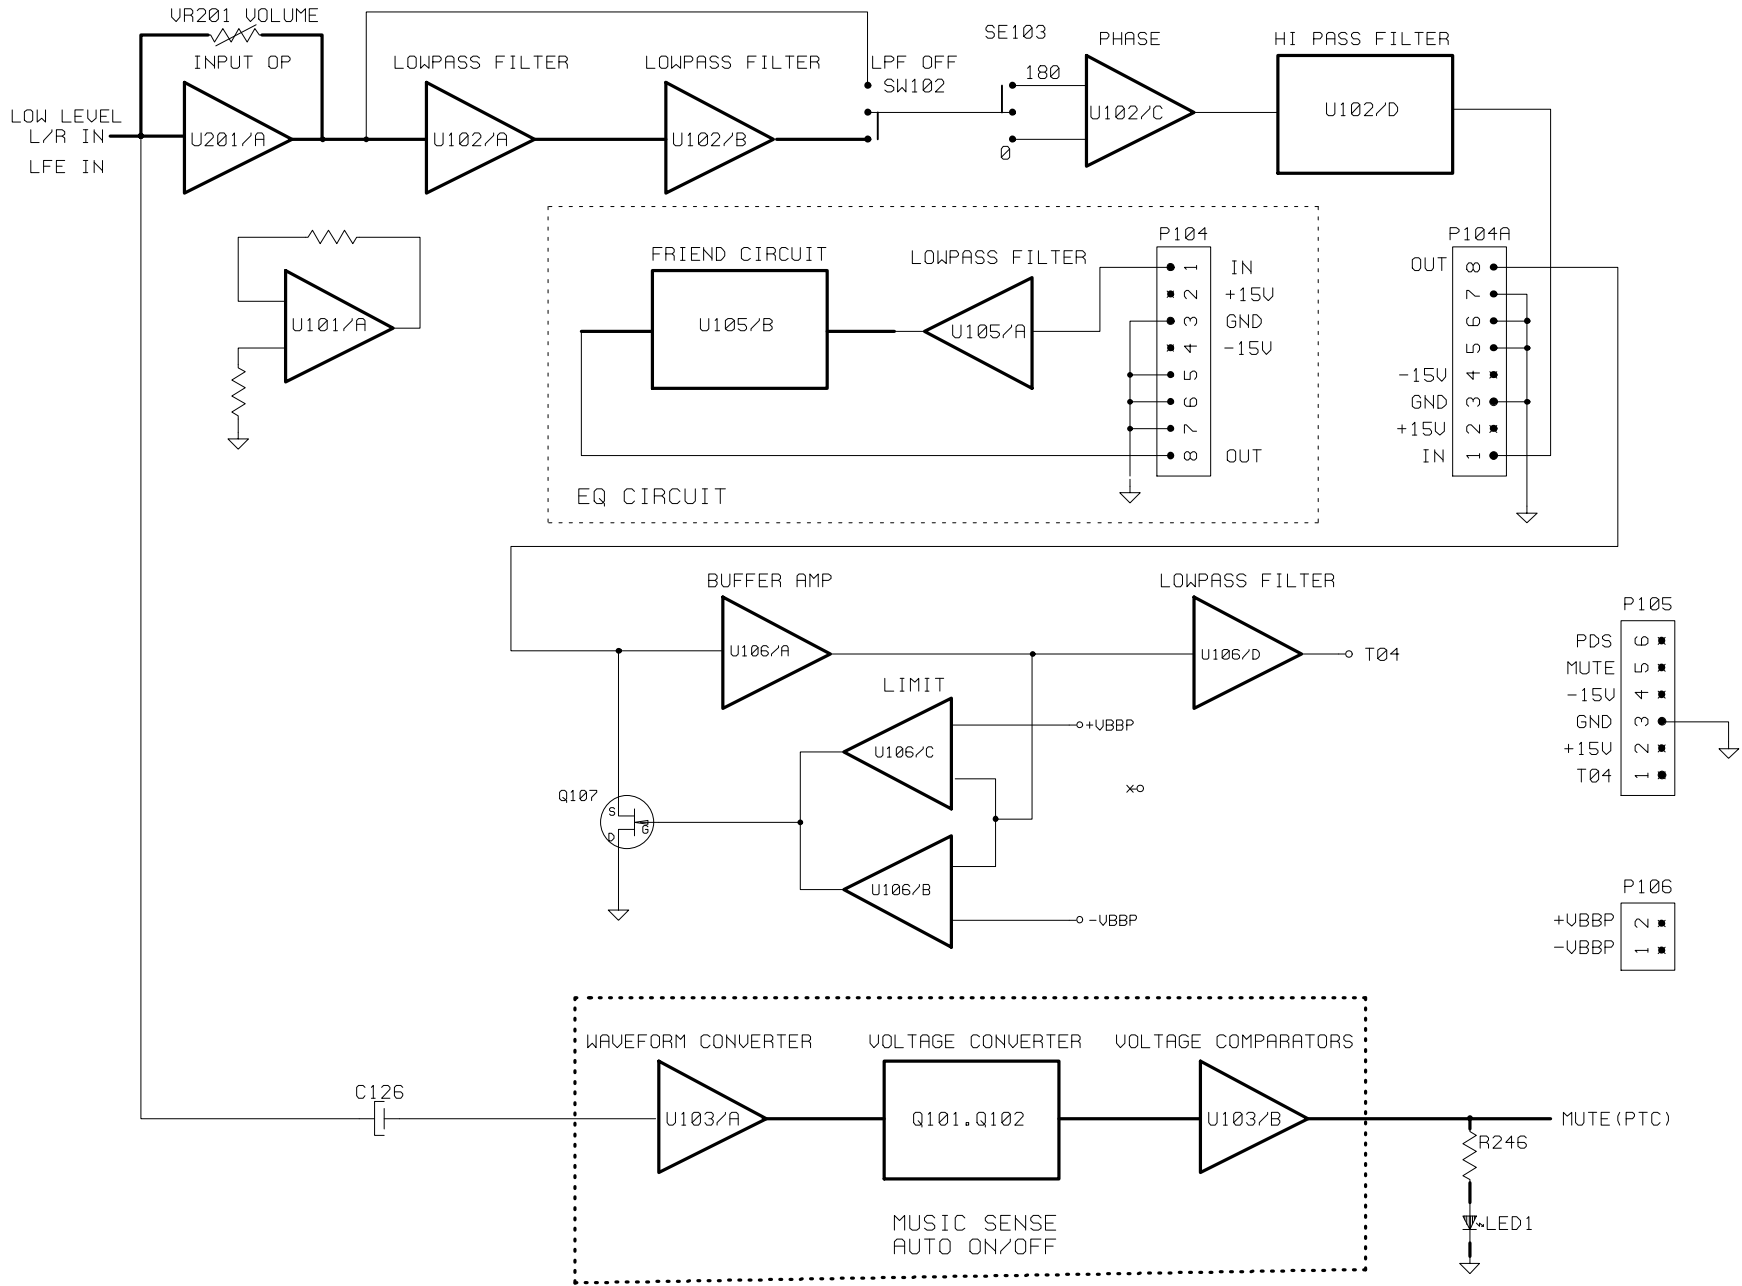 VR201 VOLUME
INPUT OP
LOW LEVEL
L/R IN
LFE IN
U201/A
LOWPASS FILTER
U102/A
LOWPASS FILTER
U102/B
LPF OFF
SW102
SE103
180
0
PHASE
U102/C
HI PASS FILTER
U102/D
U101/A
FRIEND CIRCUIT
U105/B
LOWPASS FILTER
U105/A
P104
1 IN
2 +15V
3 GND
4 -15V
5
6
7
8 OUT
EQ CIRCUIT
P104A
OUT 8
7
6
5
-15V 4
GND 3
+15V 2
IN 1
BUFFER AMP
U106/A
LOWPASS FILTER
U106/D
T04
LIMIT
U106/C
+VBBP
Q107
S
D
G
U106/B
-VBBP
P105
PDS 6
MUTE 5
-15V 4
GND 3
+15V 2
T04 1
P106
+VBBP 2
-VBBP 1
C126
WAVEFORM CONVERTER
U103/A
VOLTAGE CONVERTER
Q101.Q102
VOLTAGE COMPARATORS
U103/B
MUTE(PTC)
R246
LED1
MUSIC SENSE
AUTO ON/OFF